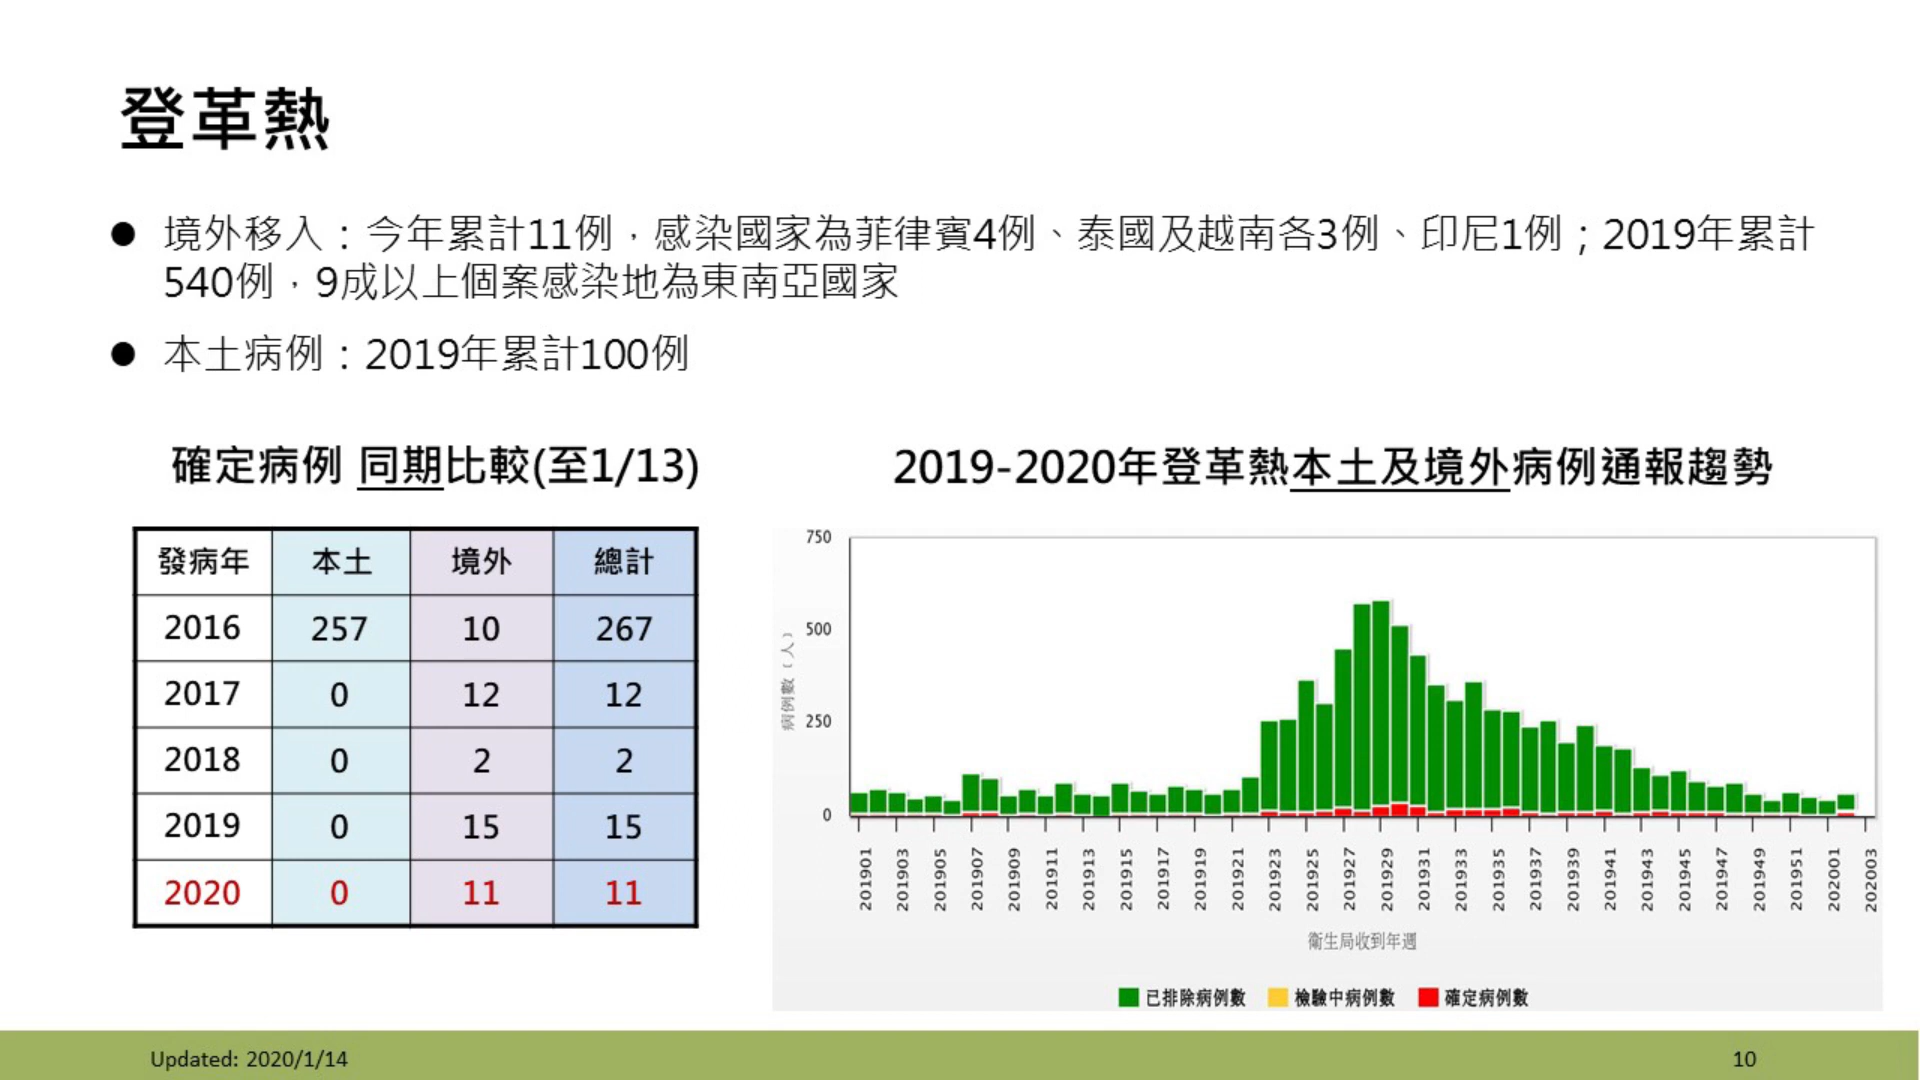 登革熱
● 境外移入：今年累計11例，感染國家為菲律賓4例、泰國及越南各3例、印尼1例；2019年累計
540例，9成以上個案感染地為東南亞國家
● 本土病例：2019年累計100例
確定病例 同期比較(至1/13)
發病年 本土 境外 總計
2016 257 10 267
2017 0 12 12
2018 0 2 2
2019 0 15 15
2020 0 11 11
2019-2020年登革熱本土及境外病例通報趨勢
病例數（人）
750
500
250
0
201901 201903 201905 201907 201909 201911 201913 201915 201917 201919 201921 201923 201925 201927 201929 201931 201933 201935 201937 201939 201941 201943 201945 201947 201949 201951 202001 202003
衛生局收到年週
已排除病例數 檢驗中病例數 確定病例數
Updated: 2020/1/14
10